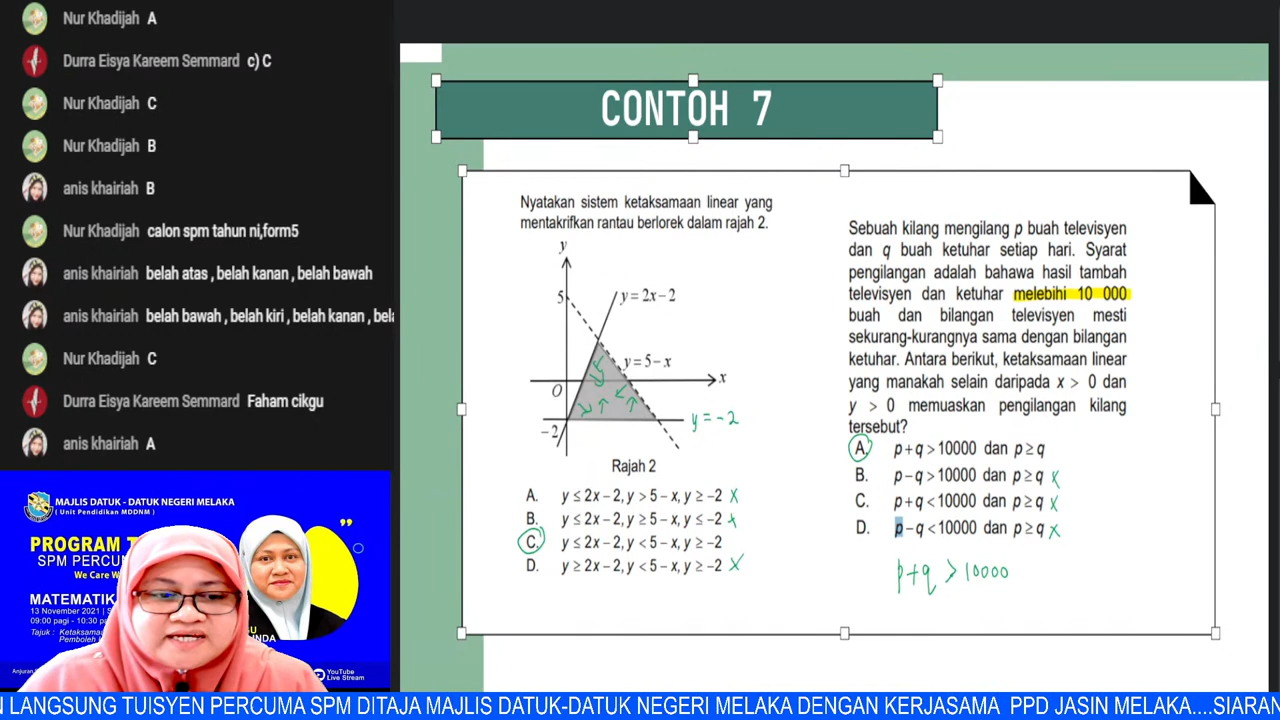 Nur Khadijah A
Durra Eisya Kareem Semmard c) C
Nur Khadijah C
Nur Khadijah B
anis khairiah B
Nur Khadijah calon spm tahun ni,form5
anis khairiah belah atas , belah kanan , belah bawah
anis khairiah belah bawah , belah kiri , belah kanan , bela
Nur Khadijah C
Durra Eisya Kareem Semmard Faham cikgu
anis khairiah A
MAJLIS DATUK - DATUK NEGERI MELAKA
( Unit Pendidikan MDDNM )
PROGRAM T
SPM PERCU
We Care W
MATEMATIK
13 November 2021 | S
09:00 pagi - 10:30 p
Tajuk : Ketaksamaa
Pemboleh
U
NDA
Anjuran
YouTube
Live Stream
CONTOH 7
Nyatakan sistem ketaksamaan linear yang
mentakrifkan rantau berlorek dalam rajah 2.
y
5
y = 2x – 2
y = 5 – x
x
O
–2
y = -2
Rajah 2
A. y ≤ 2x – 2, y > 5 – x, y ≥ –2 x
B. y ≤ 2x – 2, y ≥ 5 – x, y ≤ –2 x
C. y ≤ 2x – 2, y < 5 – x, y ≥ –2
D. y ≥ 2x – 2, y < 5 – x, y ≥ –2 x
Sebuah kilang mengilang p buah televisyen
dan q buah ketuhar setiap hari. Syarat
pengilangan adalah bahawa hasil tambah
televisyen dan ketuhar melebihi 10 000
buah dan bilangan televisyen mesti
sekurang-kurangnya sama dengan bilangan
ketuhar. Antara berikut, ketaksamaan linear
yang manakah selain daripada x > 0 dan
y > 0 memuaskan pengilangan kilang
tersebut?
A. p + q > 10000 dan p ≥ q
B. p – q > 10000 dan p ≥ q x
C. p + q < 10000 dan p ≥ q x
D. p – q < 10000 dan p ≥ q x
p+q > 10000
N LANGSUNG TUISYEN PERCUMA SPM DITAJA MAJLIS DATUK-DATUK NEGERI MELAKA DENGAN KERJASAMA PPD JASIN MELAKA....SIARAN